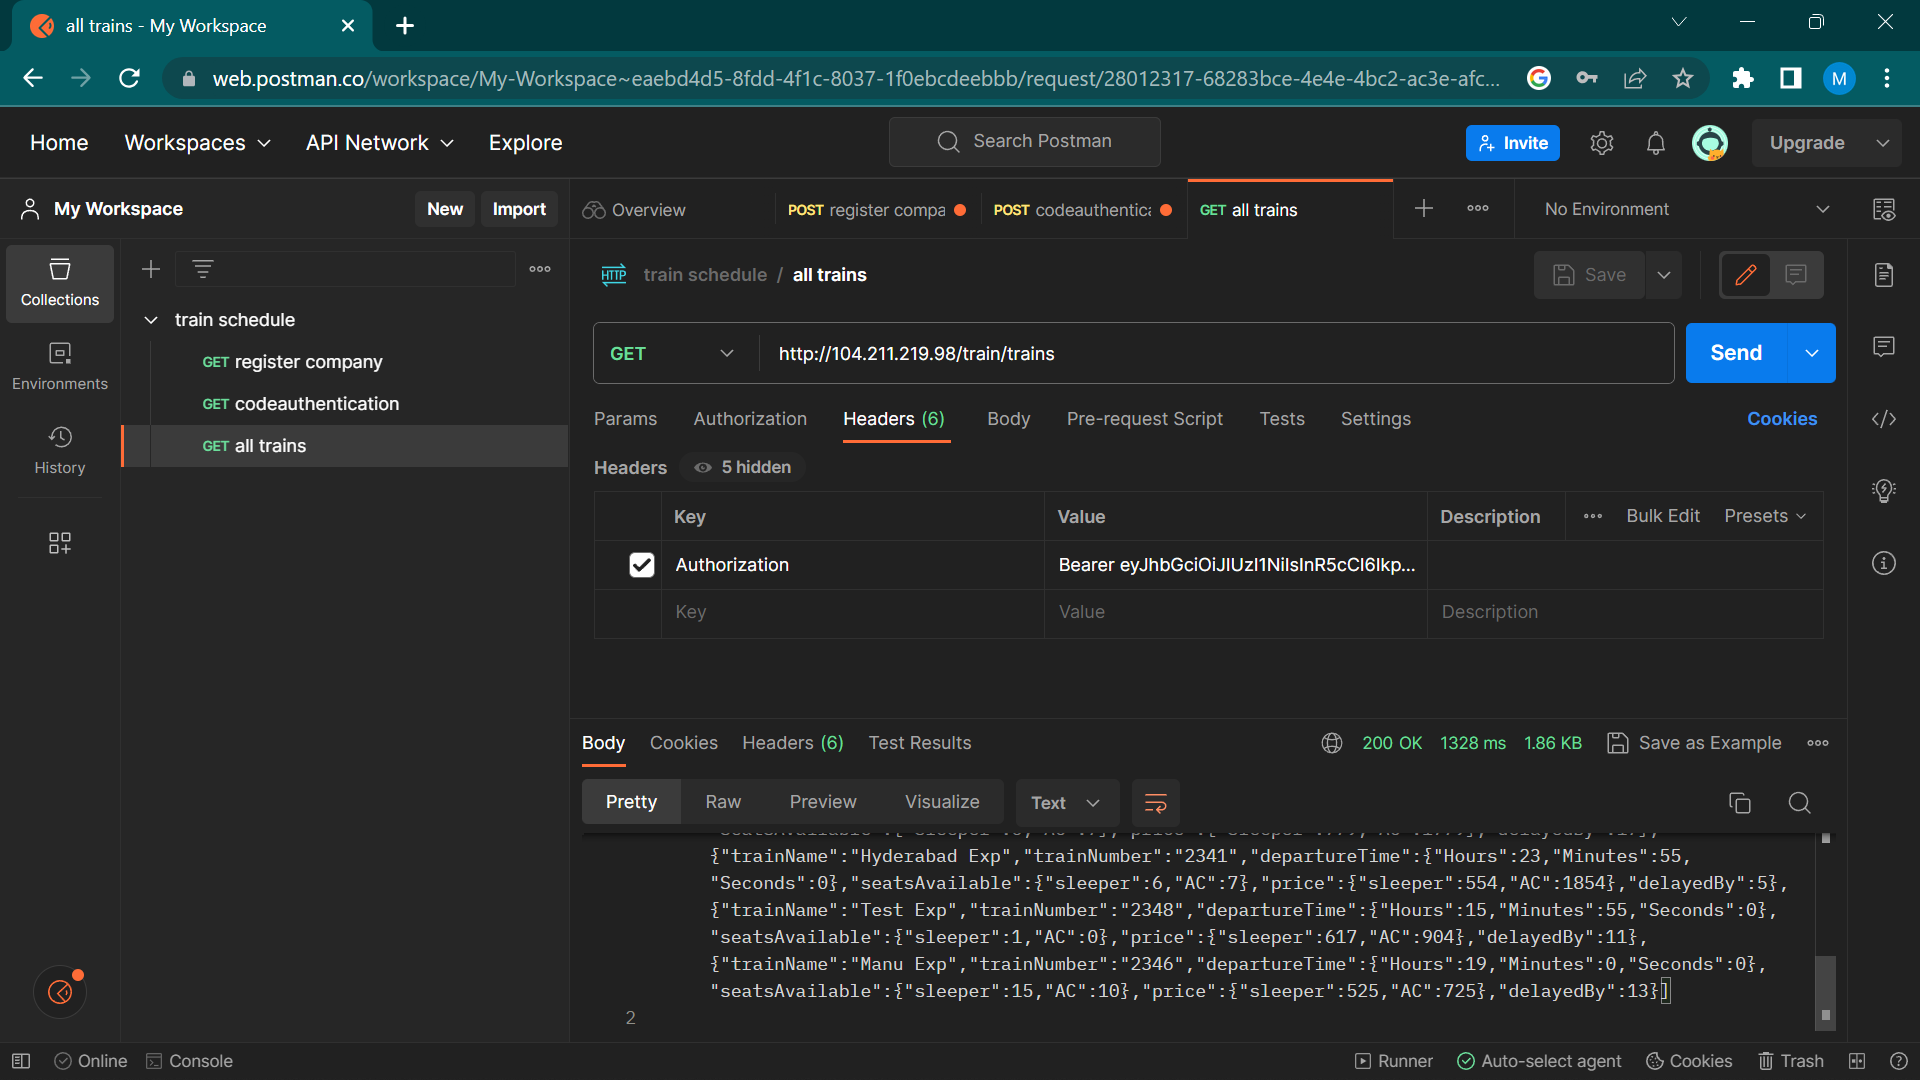 all trains - My Workspace
web.postman.co/workspace/My-Workspace~eaebd4d5-8fdd-4f1c-8037-1f0ebcdeebbb/request/28012317-68283bce-4e4e-4bc2-ac3e-afc...
M
Home Workspaces API Network Explore Search Postman Invite Upgrade
My Workspace New Import Overview POST register compa POST codeauthentica GET all trains No Environment
Collections
Environments
History
train schedule
GET register company
GET codeauthentication
GET all trains
HTTP train schedule / all trains Save
GET http://104.211.219.98/train/trains Send
Params Authorization Headers (6) Body Pre-request Script Tests Settings Cookies
Headers 5 hidden
Key Value Description Bulk Edit Presets
Authorization Bearer eyJhbGciOiJIUzI1NiIsInR5cCI6Ikp...
Key Value Description
Body Cookies Headers (6) Test Results 200 OK 1328 ms 1.86 KB Save as Example
Pretty Raw Preview Visualize Text
{"trainName":"Hyderabad Exp","trainNumber":"2341","departureTime":{"Hours":23,"Minutes":55,
"Seconds":0},"seatsAvailable":{"sleeper":6,"AC":7},"price":{"sleeper":554,"AC":1854},"delayedBy":5},
{"trainName":"Test Exp","trainNumber":"2348","departureTime":{"Hours":15,"Minutes":55,"Seconds":0},
"seatsAvailable":{"sleeper":1,"AC":0},"price":{"sleeper":617,"AC":904},"delayedBy":11},
{"trainName":"Manu Exp","trainNumber":"2346","departureTime":{"Hours":19,"Minutes":0,"Seconds":0},
"seatsAvailable":{"sleeper":15,"AC":10},"price":{"sleeper":525,"AC":725},"delayedBy":13}]
2
Online Console Runner Auto-select agent Cookies Trash